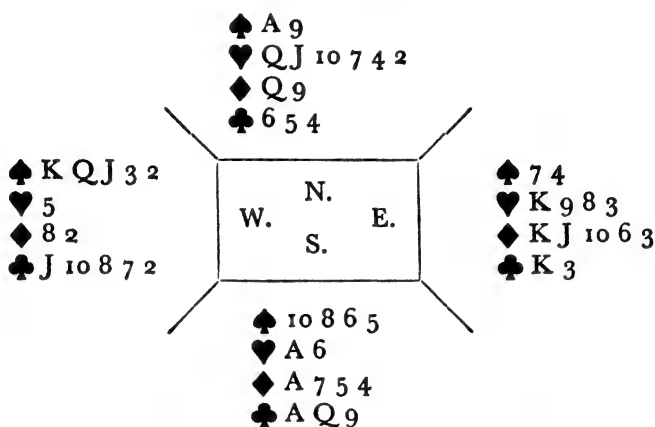 ♠ A 9
♥ Q J 10 7 4 2
♦ Q 9
♣ 6 5 4
♠ K Q J 3 2
♥ 5
♦ 8 2
♣ J 10 8 7 2
N.
W. E.
S.
♠ 7 4
♥ K 9 8 3
♦ K J 10 6 3
♣ K 3
♠ 10 8 6 5
♥ A 6
♦ A 7 5 4
♣ A Q 9